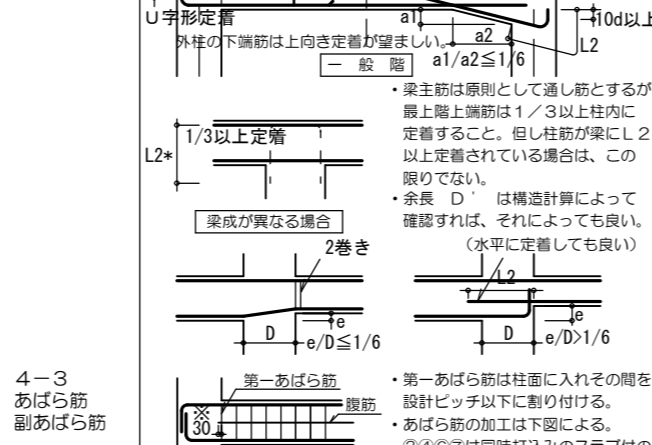 U字形定着
a1
10d以上
外柱の下端筋は上向き定着が望ましい。
a2
L2
a1/a2≦1/6
一 般 階
・梁主筋は原則として通し筋とするが
最上階上端筋は1/3以上柱内に
定着すること。但し柱筋が梁にL2
以上定着されている場合は、この
限りでない。
・余長 D' は構造計算によって
確認すれば、それによっても良い。
1/3以上定着
L2*
梁成が異なる場合
2巻き
(水平に定着しても良い)
L2
e
D
e/D≦1/6
e
D
e/D>1/6
4-3
あばら筋
副あばら筋
第一あばら筋
腹筋
※
30
・第一あばら筋は柱面に入れその間を
設計ピッチ以下に割り付ける。
・あばら筋の加工は下図による。